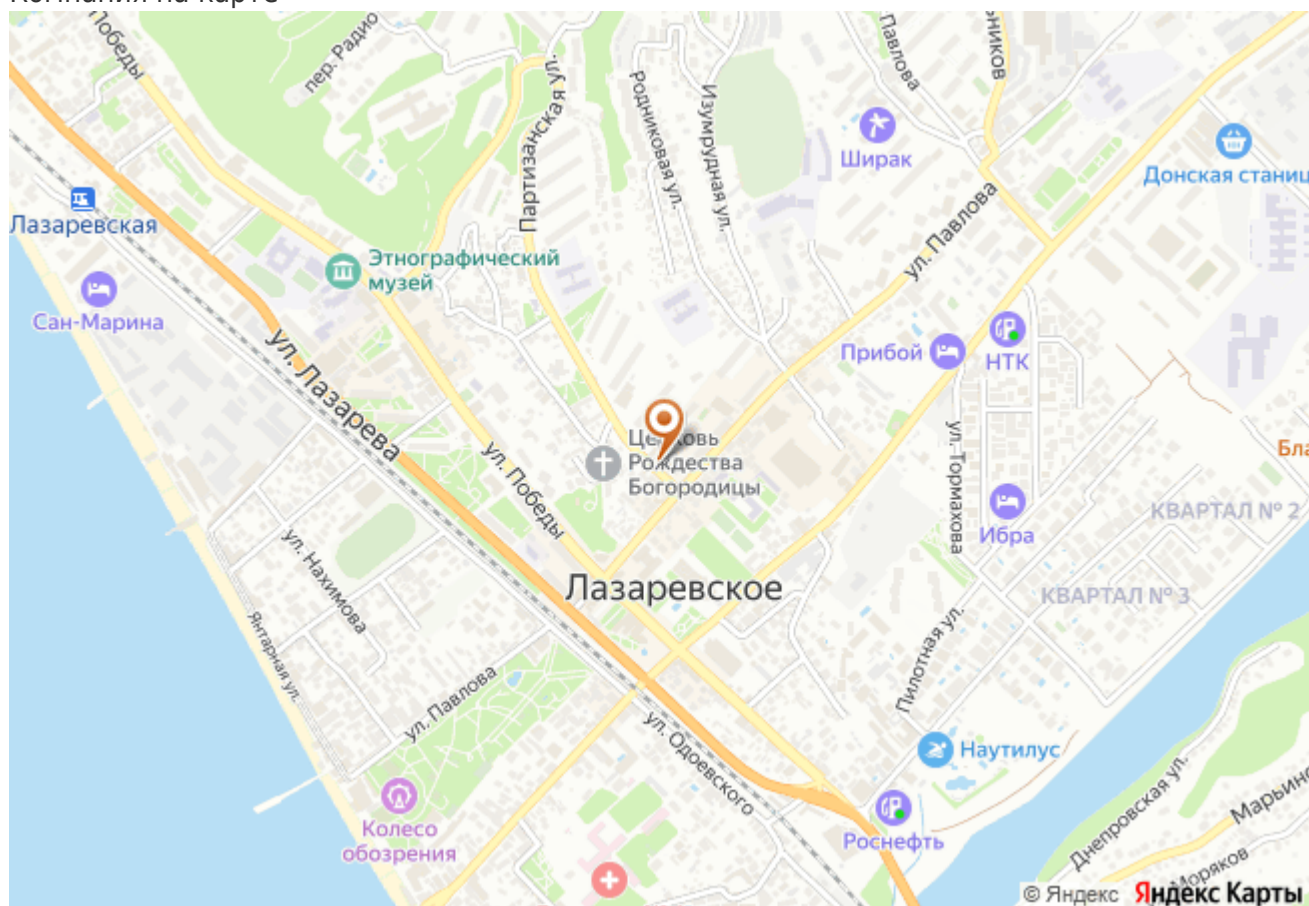 Компания на карте
Победы
пер. Радио
Партизанская ул.
Родниковая ул.
Изумрудная ул.
Павлова
Ширак
Донская
Лазаревская
Этнографический
музей
Сан-Марина
ул. Лазарева
ул. Павлова
Прибой
НТК
Церковь
Рождества
Богородицы
ул. Победы
ул. Тормахова
Ибра
КВАРТАЛ № 2
КВАРТАЛ № 3
ул. Нахимова
Янтарная ул.
Лазаревское
Пилотная ул.
ул. Павлова
ул. Одоевского
Наутилус
Колесо
обозрения
Роснефть
Днепровская ул.
© Яндекс Яндекс Карты